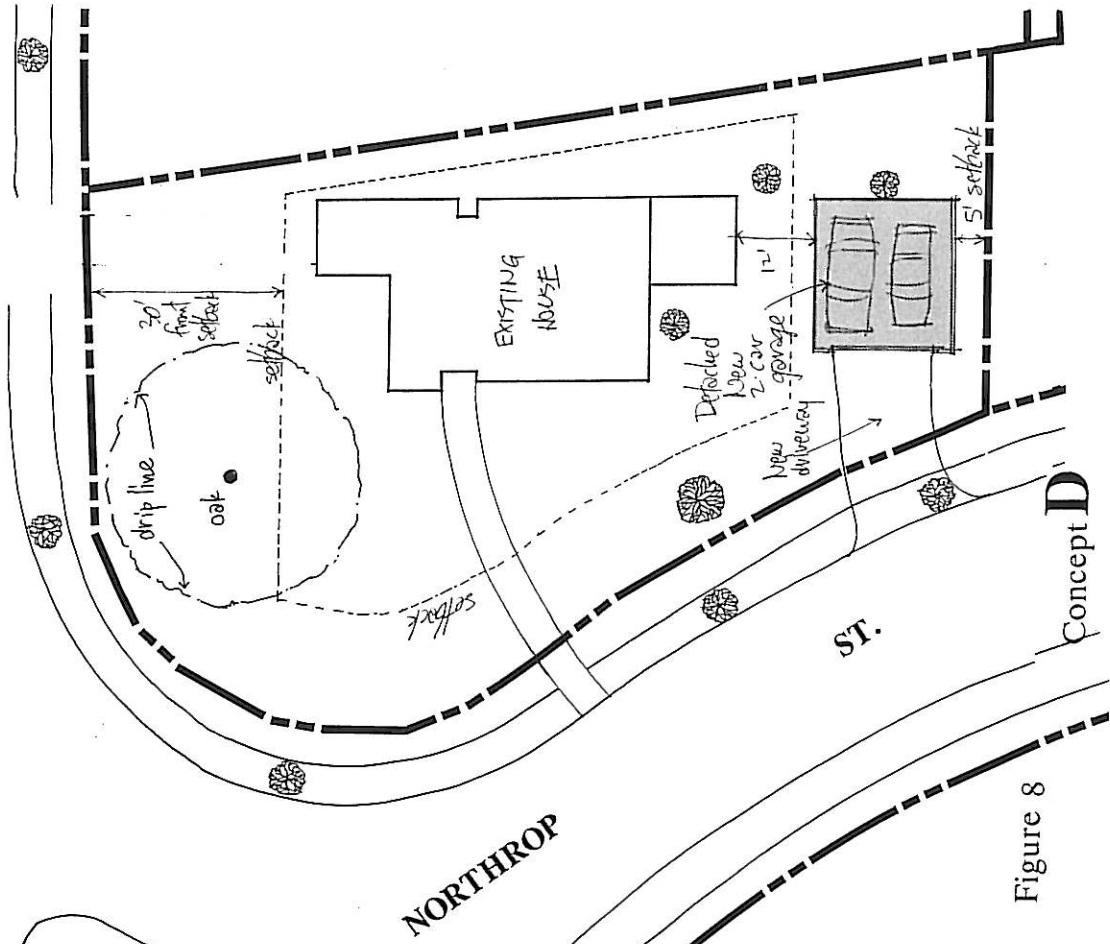 30'
front
setback
setback
drip line
oak
EXISTING
HOUSE
12'
5' setback
Detached
New
2-car
garage
New
driveway
setback
NORTHROP
ST.
Concept D
Figure 8